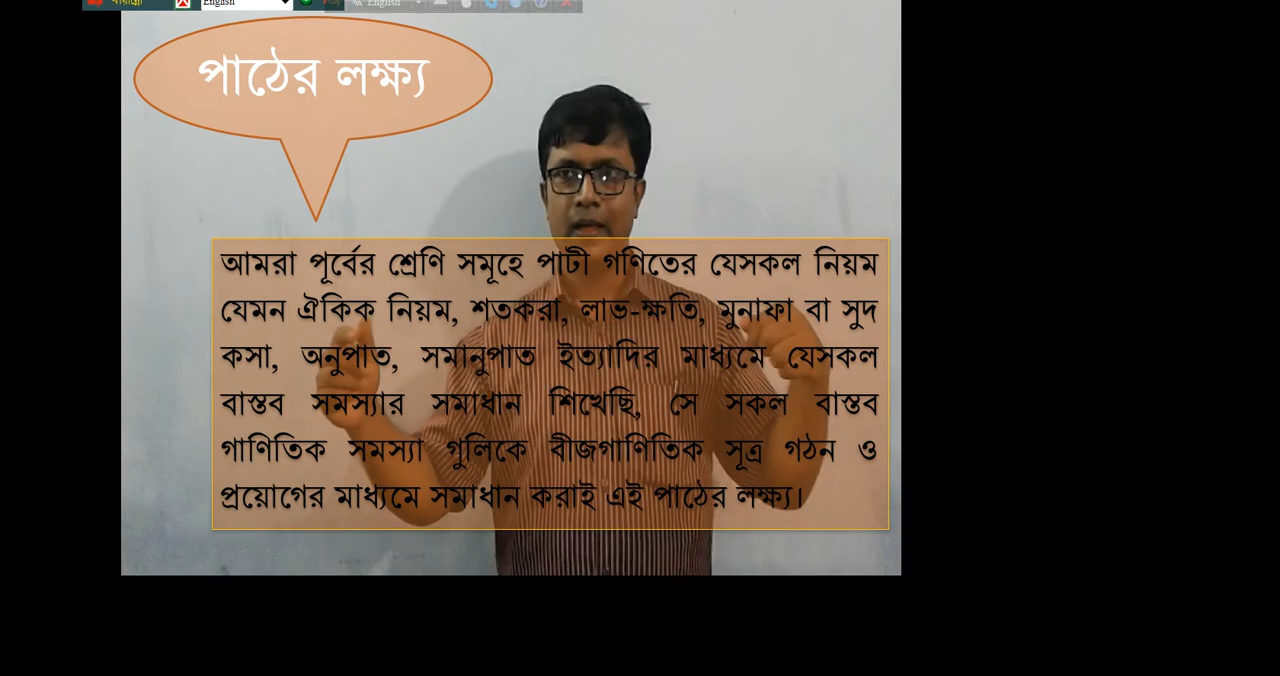 English
English
পাঠের লক্ষ্য
আমরা পূর্বের শ্রেণি সমূহে পাটী গণিতের যেসকল নিয়ম
যেমন ঐকিক নিয়ম, শতকরা, লাভ-ক্ষতি, মুনাফা বা সুদ
কসা, অনুপাত, সমানুপাত ইত্যাদির মাধ্যমে যেসকল
বাস্তব সমস্যার সমাধান শিখেছি, সে সকল বাস্তব
গাণিতিক সমস্যা গুলিকে বীজগাণিতিক সূত্র গঠন ও
প্রয়োগের মাধ্যমে সমাধান করাই এই পাঠের লক্ষ্য।